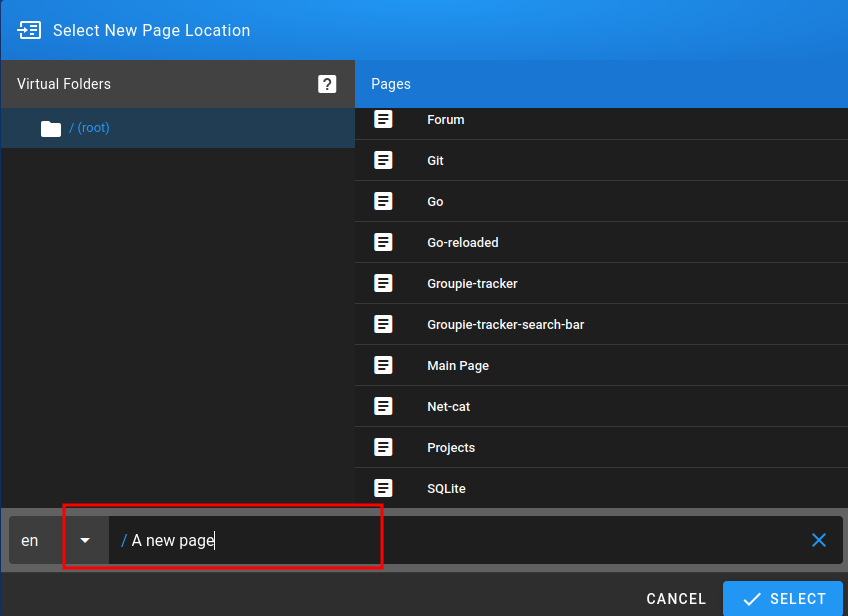 Select New Page Location
Virtual Folders ?
Pages
/ (root)
Forum
Git
Go
Go-reloaded
Groupie-tracker
Groupie-tracker-search-bar
Main Page
Net-cat
Projects
SQLite
en / A new page
CANCEL SELECT